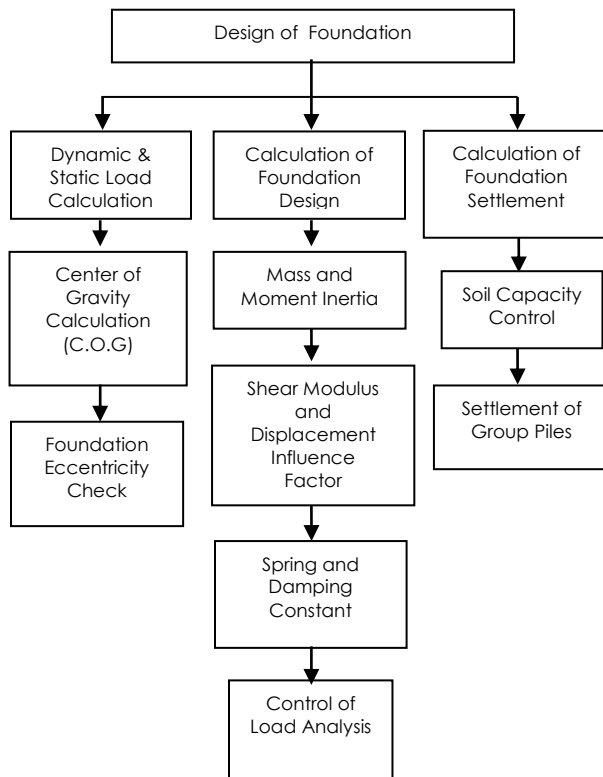 Design of Foundation
Dynamic &
Static Load
Calculation
Calculation of
Foundation
Design
Calculation of
Foundation
Settlement
Center of
Gravity
Calculation
(C.O.G)
Mass and
Moment Inertia
Soil Capacity
Control
Shear Modulus
and
Displacement
Influence
Factor
Settlement of
Group Piles
Foundation
Eccentricity
Check
Spring and
Damping
Constant
Control of
Load Analysis